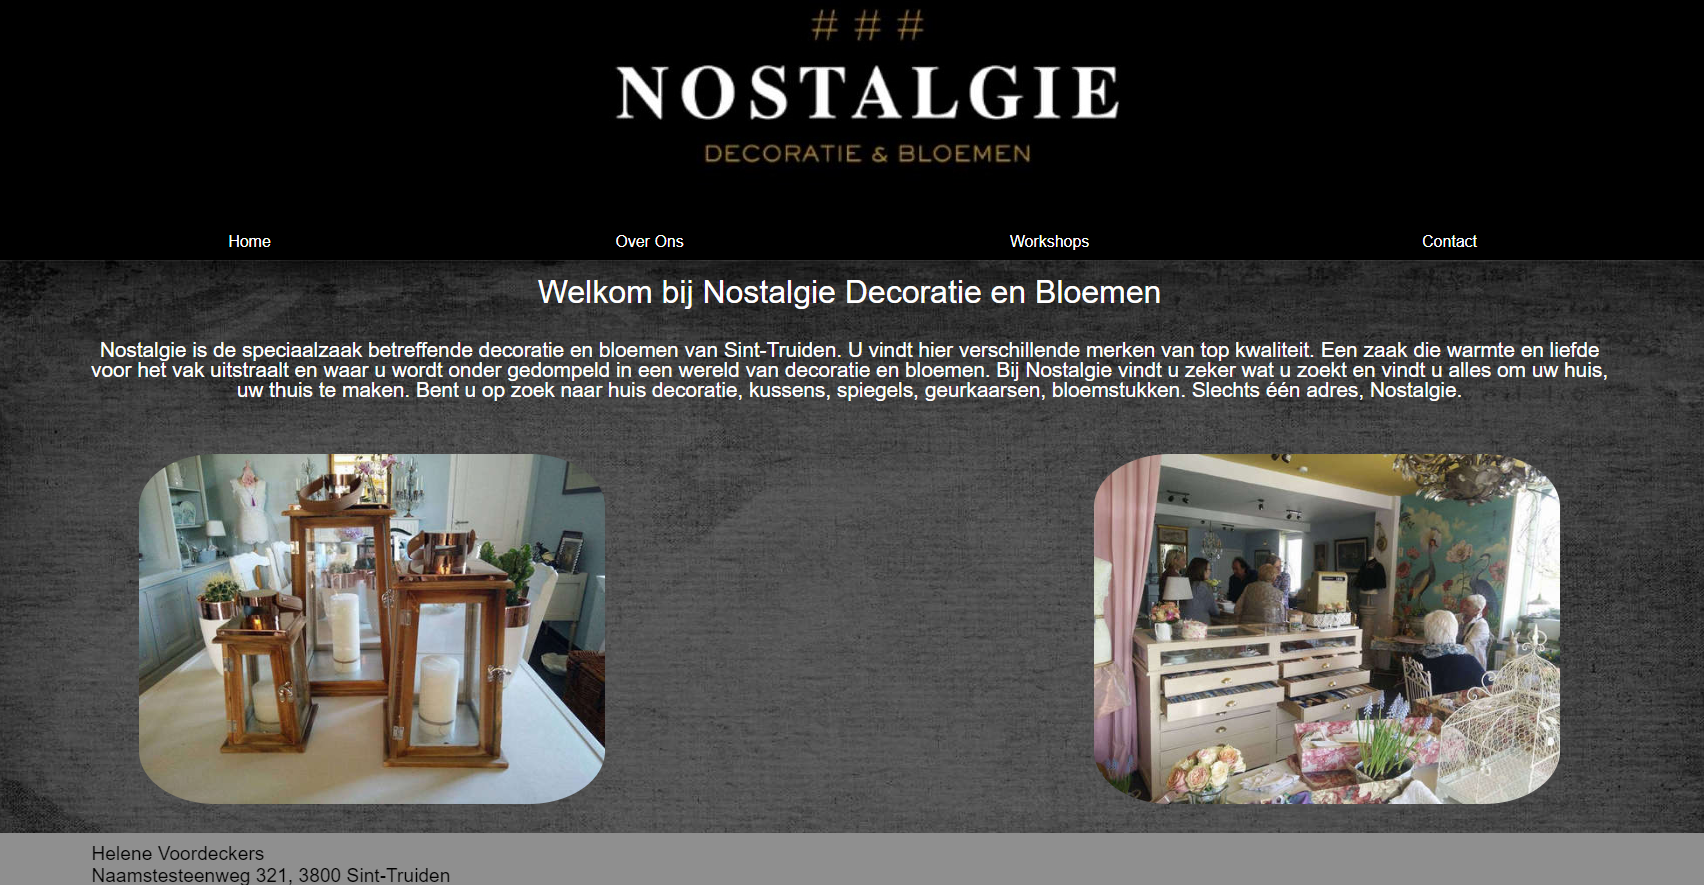 # # #
NOSTALGIE
DECORATIE & BLOEMEN
Home
Over Ons
Workshops
Contact
Welkom bij Nostalgie Decoratie en Bloemen
Nostalgie is de speciaalzaak betreffende decoratie en bloemen van Sint-Truiden. U vindt hier verschillende merken van top kwaliteit. Een zaak die warmte en liefde
voor het vak uitstraalt en waar u wordt onder gedompeld in een wereld van decoratie en bloemen. Bij Nostalgie vindt u zeker wat u zoekt en vindt u alles om uw huis,
uw thuis te maken. Bent u op zoek naar huis decoratie, kussens, spiegels, geurkaarsen, bloemstukken. Slechts één adres, Nostalgie.
Helene Voordeckers
Naamstesteenweg 321, 3800 Sint-Truiden